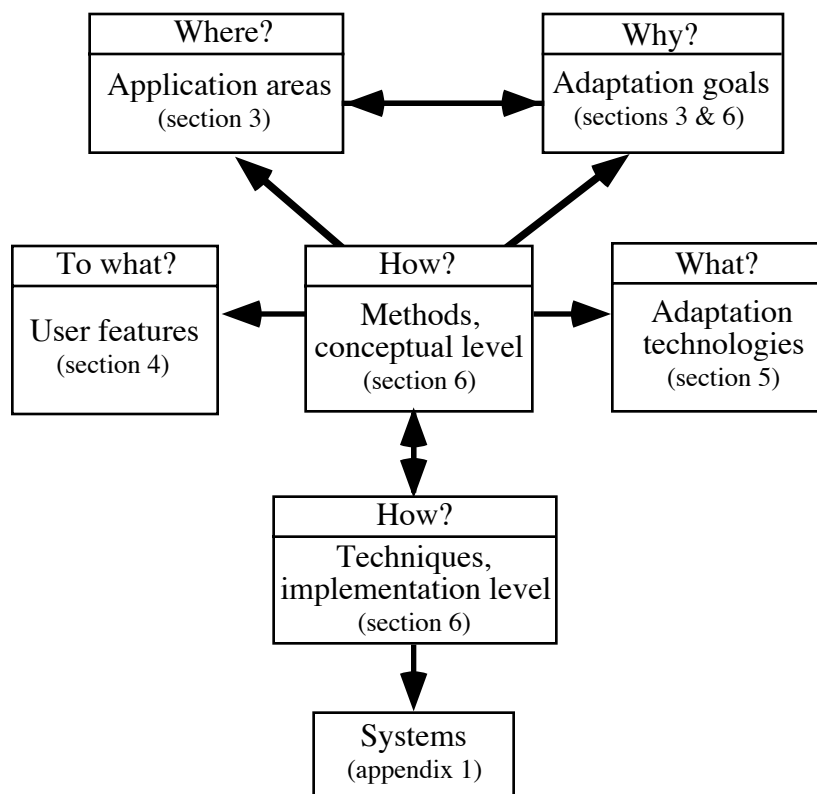 Where?
Application areas
(section 3)
Why?
Adaptation goals
(sections 3 & 6)
To what?
User features
(section 4)
How?
Methods,
conceptual level
(section 6)
What?
Adaptation
technologies
(section 5)
How?
Techniques,
implementation level
(section 6)
Systems
(appendix 1)